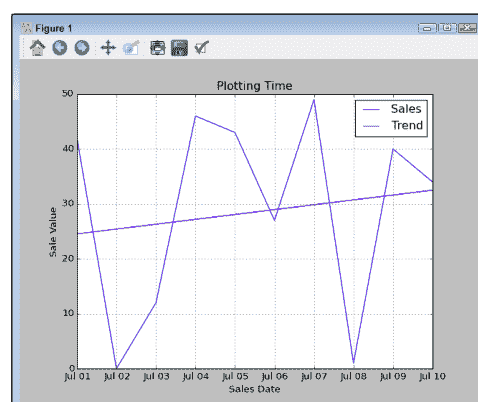 Figure 1
Plotting Time
50
40
30
20
10
0
Sale Value
Sales
Trend
Jul 01 Jul 02 Jul 03 Jul 04 Jul 05 Jul 06 Jul 07 Jul 08 Jul 09 Jul 10
Sales Date